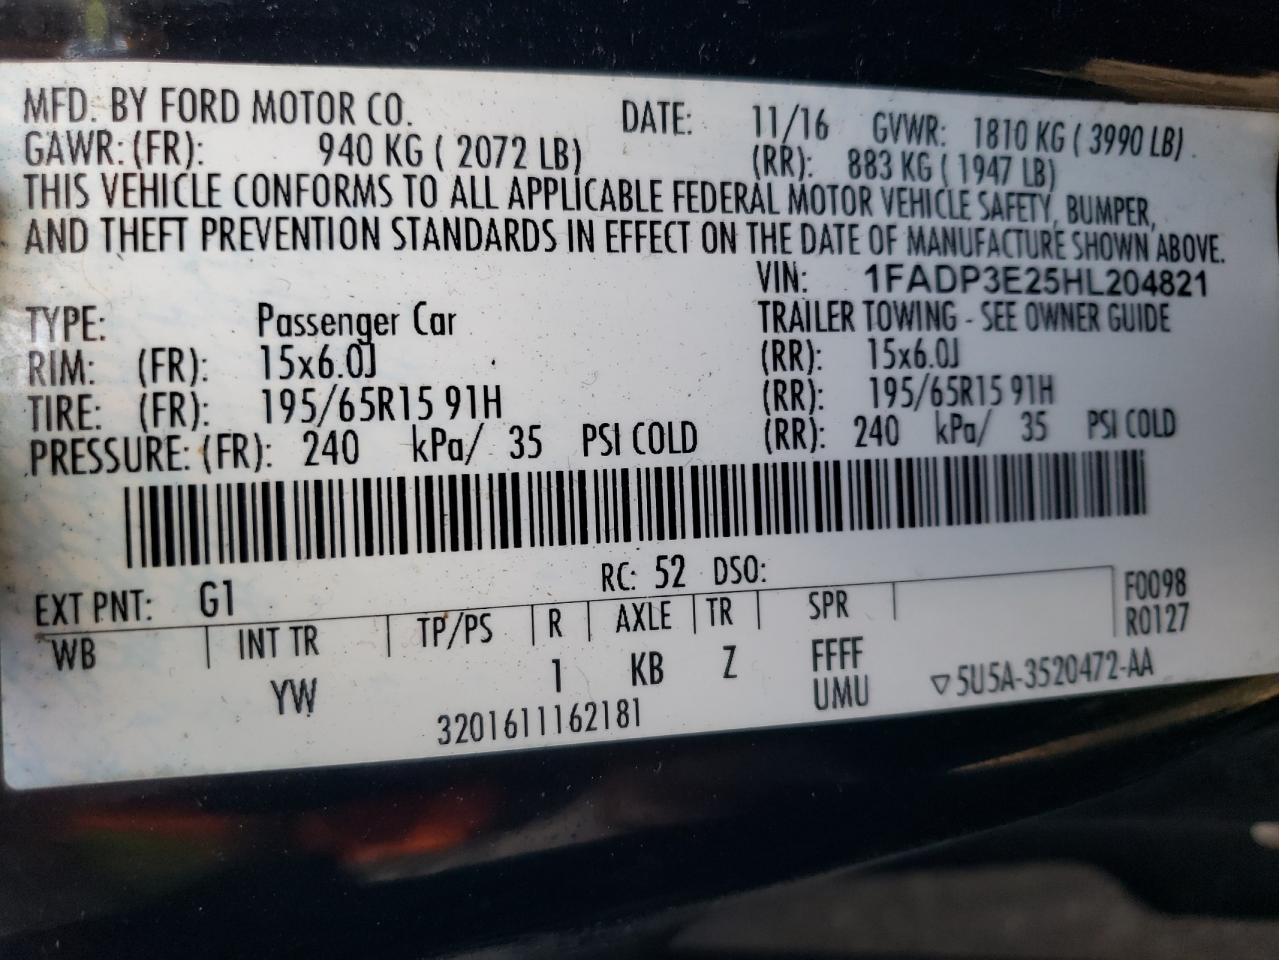 MFD. BY FORD MOTOR CO. DATE: 11/16 GVWR: 1810 KG ( 3990 LB)
GAWR: (FR): 940 KG ( 2072 LB) (RR): 883 KG ( 1947 LB)
THIS VEHICLE CONFORMS TO ALL APPLICABLE FEDERAL MOTOR VEHICLE SAFETY, BUMPER,
AND THEFT PREVENTION STANDARDS IN EFFECT ON THE DATE OF MANUFACTURE SHOWN ABOVE.
VIN: 1FADP3E25HL204821
TYPE: Passenger Car TRAILER TOWING - SEE OWNER GUIDE
RIM: (FR): 15x6.0J (RR): 15x6.0J
TIRE: (FR): 195/65R15 91H (RR): 195/65R15 91H
PRESSURE: (FR): 240 kPa/ 35 PSI COLD (RR): 240 kPa/ 35 PSI COLD
EXT PNT: G1 RC: 52 DSO: F0098
WB INT TR TP/PS R AXLE TR SPR R0127
YW 1 KB Z FFFF
UMU ▽5U5A-3520472-AA
3201611162181